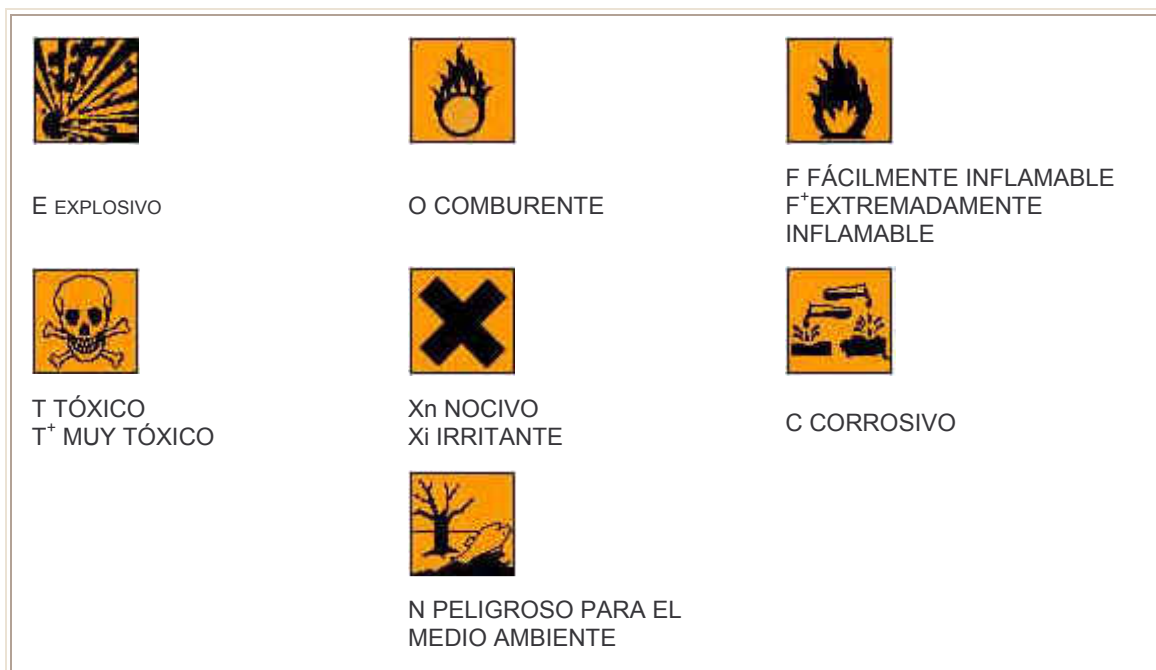 E EXPLOSIVO
O COMBURENTE
F FÁCILMENTE INFLAMABLE
F⁺EXTREMADAMENTE
INFLAMABLE
T TÓXICO
T⁺ MUY TÓXICO
Xn NOCIVO
Xi IRRITANTE
C CORROSIVO
N PELIGROSO PARA EL
MEDIO AMBIENTE